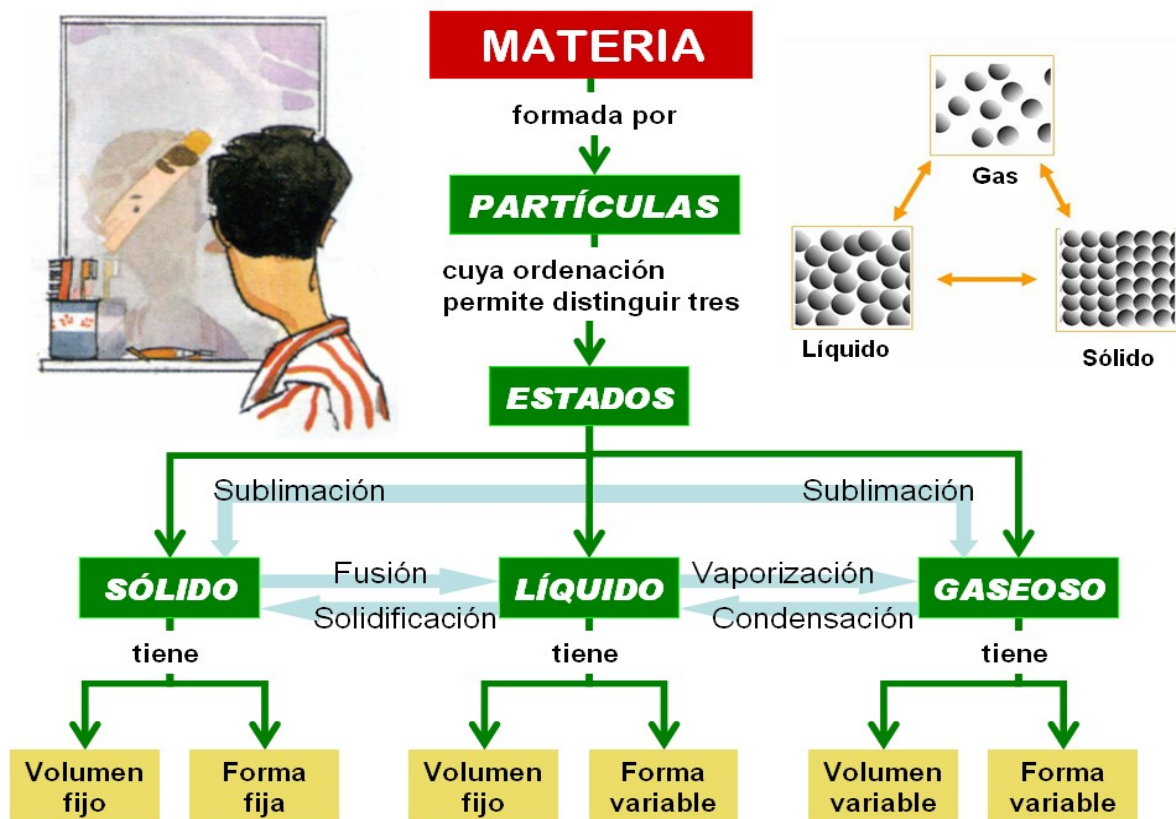 MATERIA
formada por
PARTÍCULAS
cuya ordenación
permite distinguir tres
ESTADOS
Gas
Líquido
Sólido
Sublimación
Sublimación
SÓLIDO
Fusión
LÍQUIDO
Vaporización
GASEOSO
Solidificación
Condensación
tiene
tiene
tiene
Volumen
fijo
Forma
fija
Volumen
fijo
Forma
variable
Volumen
variable
Forma
variable